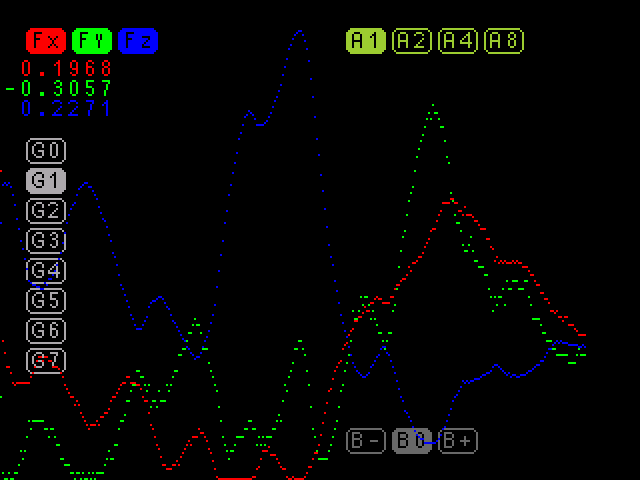 Fx Fy Fz A1 A2 A4 A8
0.1968
-0.3057
0.2271
G0
G1
G2
G3
G4
G5
G6
G7
B- B0 B+